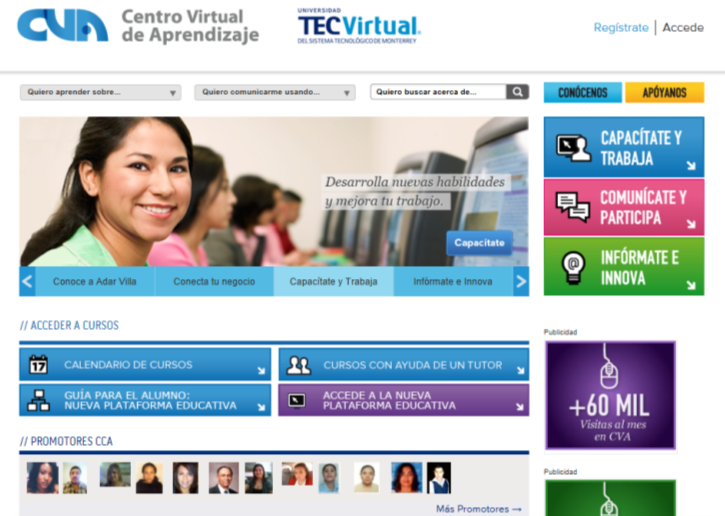 CVA
Centro Virtual
de Aprendizaje
UNIVERSIDAD
TECVirtual.
DEL SISTEMA TECNOLÓGICO DE MONTERREY
Regístrate | Accede
Quiero aprender sobre...
Quiero comunicarme usando...
Quiero buscar acerca de...
CONÓCENOS
APÓYANOS
Desarrolla nuevas habilidades
y mejora tu trabajo.
Capacítate
Conoce a Adar Villa
Conecta tu negocio
Capacítate y Trabaja
Infórmate e Innova
CAPACÍTATE Y
TRABAJA
COMUNÍCATE Y
PARTICIPA
INFÓRMATE E
INNOVA
// ACCEDER A CURSOS
17
CALENDARIO DE CURSOS
CURSOS CON AYUDA DE UN TUTOR
GUÍA PARA EL ALUMNO:
NUEVA PLATAFORMA EDUCATIVA
ACCEDE A LA NUEVA
PLATAFORMA EDUCATIVA
// PROMOTORES CCA
Más Promotores →
Publicidad
+60 MIL
Visitas al mes
en CVA
Publicidad